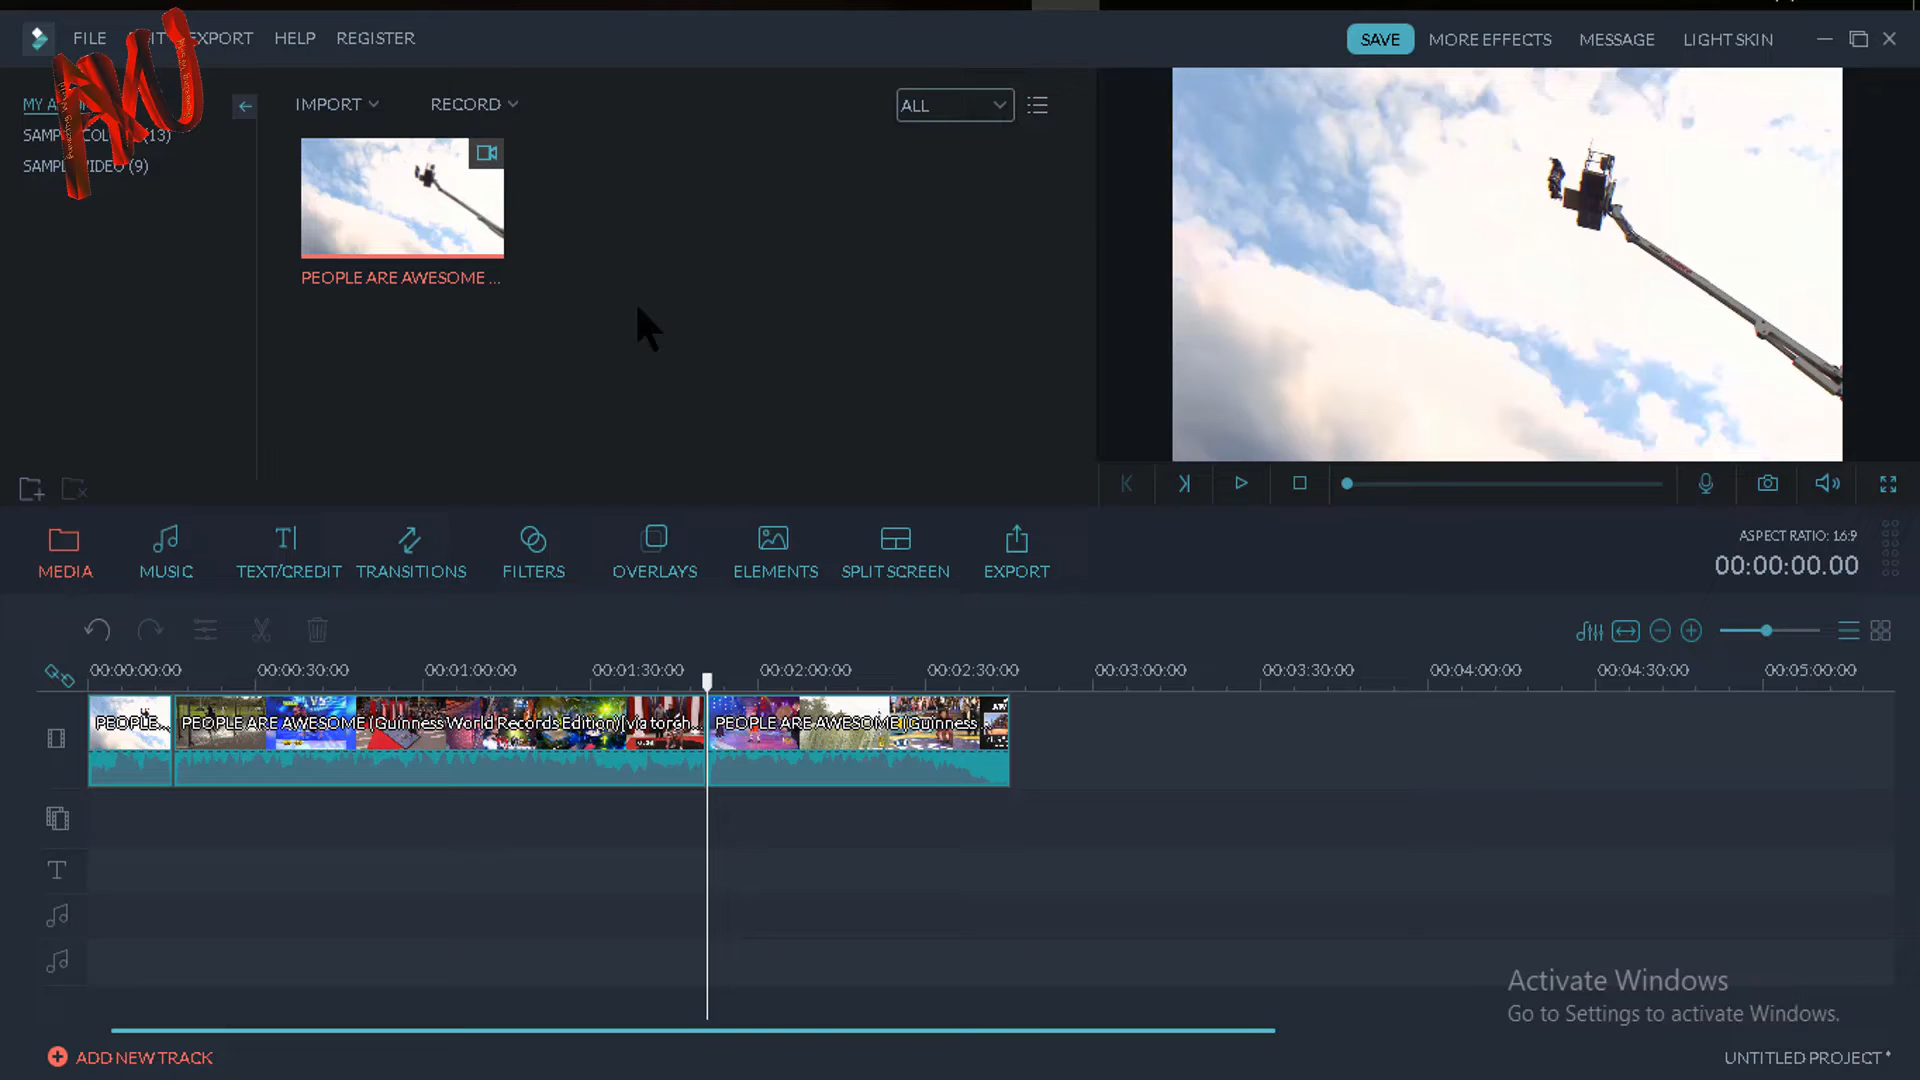 FILE EXPORT HELP REGISTER
SAVE MORE EFFECTS MESSAGE LIGHT SKIN
AU
MY A
IMPORT RECORD
ALL
(13)
(9)
PEOPLE ARE AWESOME ...
MEDIA MUSIC TEXT/CREDIT TRANSITIONS FILTERS OVERLAYS ELEMENTS SPLIT SCREEN EXPORT
ASPECT RATIO: 16:9
00:00:00.00
00:00:00:00 00:00:30:00 00:01:00:00 00:01:30:00 00:02:00:00 00:02:30:00 00:03:00:00 00:03:30:00 00:04:00:00 00:04:30:00 00:05:00:00
PEOPLE... PEOPLE ARE AWESOME (Guinness World Records Edition)[via torch... PEOPLE ARE AWESOME (Guinness...
T
Activate Windows
Go to Settings to activate Windows.
ADD NEW TRACK
UNTITLED PROJECT *